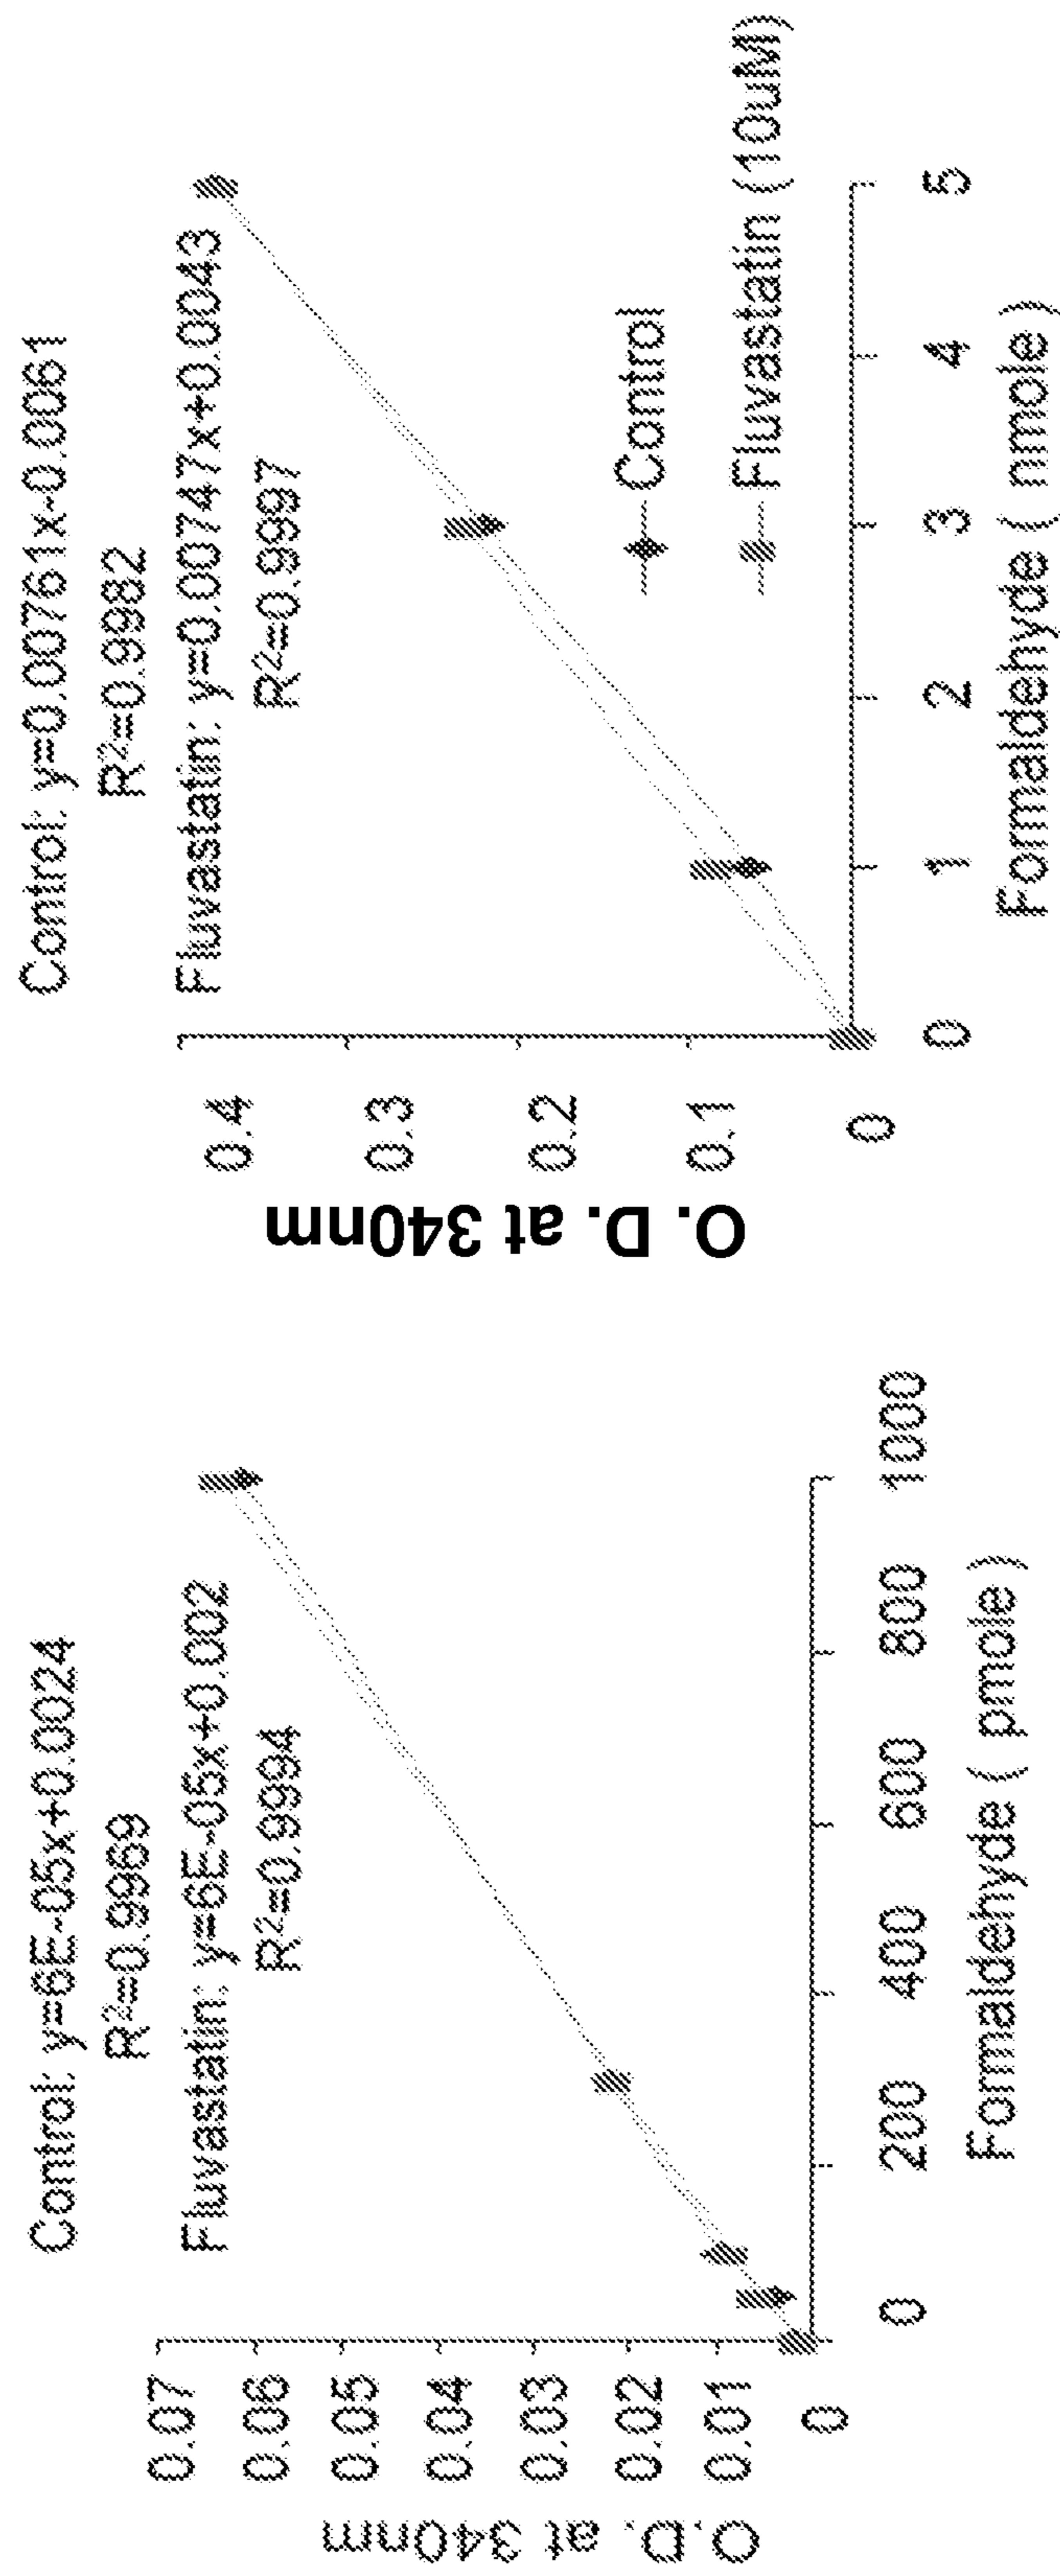 Control: y=6E-05x+0.0024
R²=0.9969
Fluvastatin: y=6E-05x+0.002
R²=0.9994
O.D. at 340nm
0.07
0.06
0.05
0.04
0.03
0.02
0.01
0
0 200 400 600 800 1000
Formaldehyde ( pmole )
Control: y=0.00761x-0.0061
R²=0.9982
Fluvastatin: y=0.00747x+0.0043
R²=0.9997
O. D. at 340nm
0.4
0.3
0.2
0.1
0
Control
Fluvastatin (10uM)
0 1 2 3 4 5
Formaldehyde ( nmole )